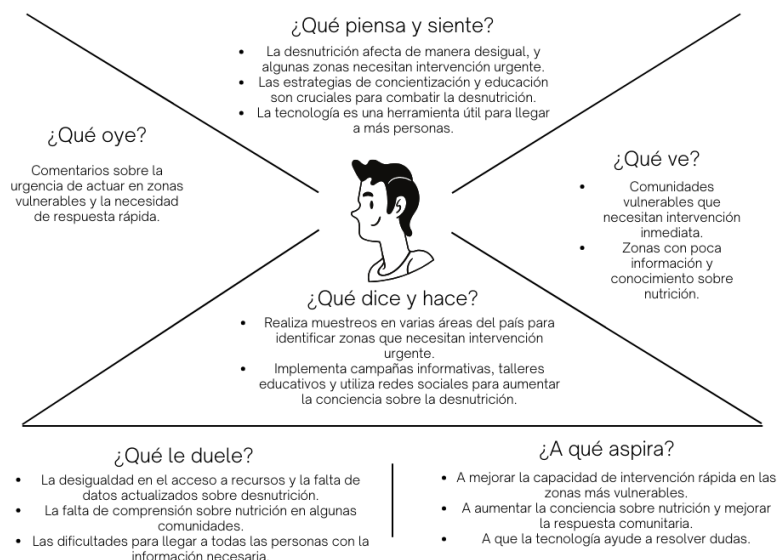 ¿Qué piensa y siente?
• La desnutrición afecta de manera desigual, y
algunas zonas necesitan intervención urgente.
• Las estrategias de concientización y educación
son cruciales para combatir la desnutrición.
• La tecnología es una herramienta útil para llegar
a más personas.
¿Qué oye?
Comentarios sobre la
urgencia de actuar en zonas
vulnerables y la necesidad
de respuesta rápida.
¿Qué ve?
• Comunidades
vulnerables que
necesitan intervención
inmediata.
• Zonas con poca
información y
conocimiento sobre
nutrición.
¿Qué dice y hace?
• Realiza muestreos en varias áreas del país para
identificar zonas que necesitan intervención
urgente.
• Implementa campañas informativas, talleres
educativos y utiliza redes sociales para aumentar
la conciencia sobre la desnutrición.
¿Qué le duele?
• La desigualdad en el acceso a recursos y la falta de
datos actualizados sobre desnutrición.
• La falta de comprensión sobre nutrición en algunas
comunidades.
• Las dificultades para llegar a todas las personas con la
información necesaria.
¿A qué aspira?
• A mejorar la capacidad de intervención rápida en las
zonas más vulnerables.
• A aumentar la conciencia sobre nutrición y mejorar
la respuesta comunitaria.
• A que la tecnología ayude a resolver dudas.